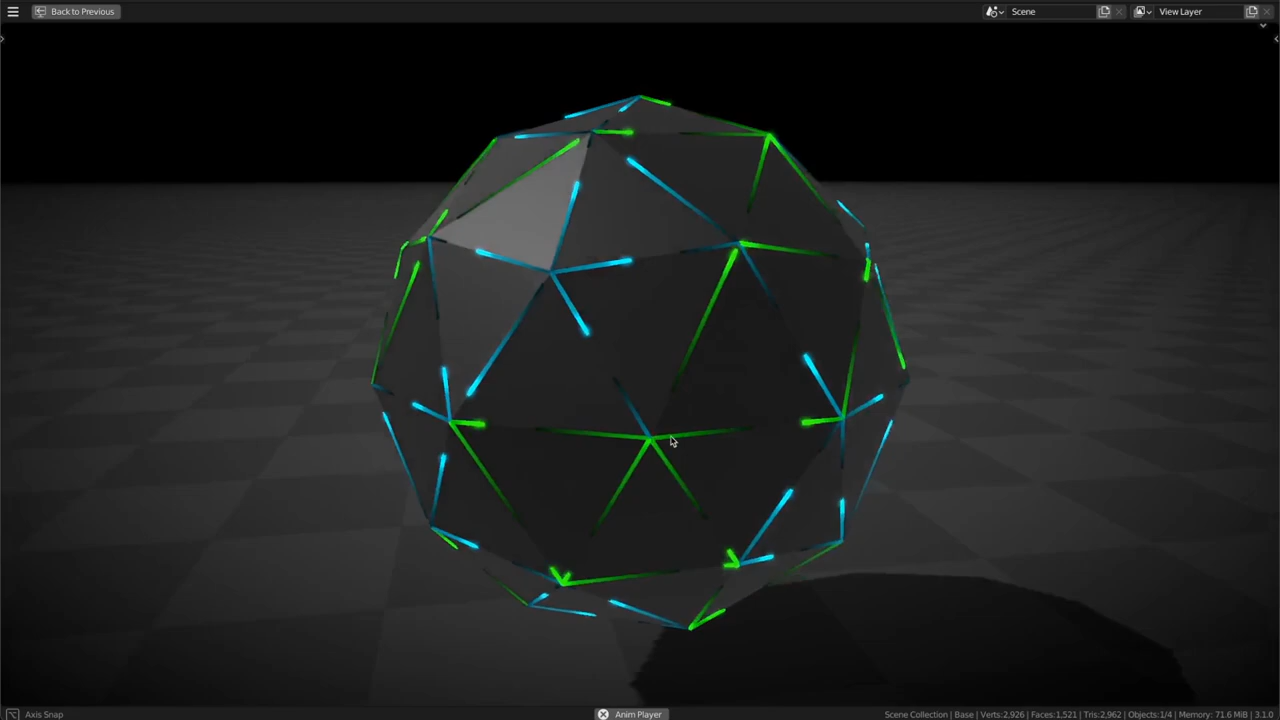 Back to Previous
Scene
View Layer
Axis Snap
Anim Player
Scene Collection | Base | Verts:2,926 | Faces:1,521 | Tris:2,962 | Objects:1/4 | Memory: 71.6 MiB | 3.1.0